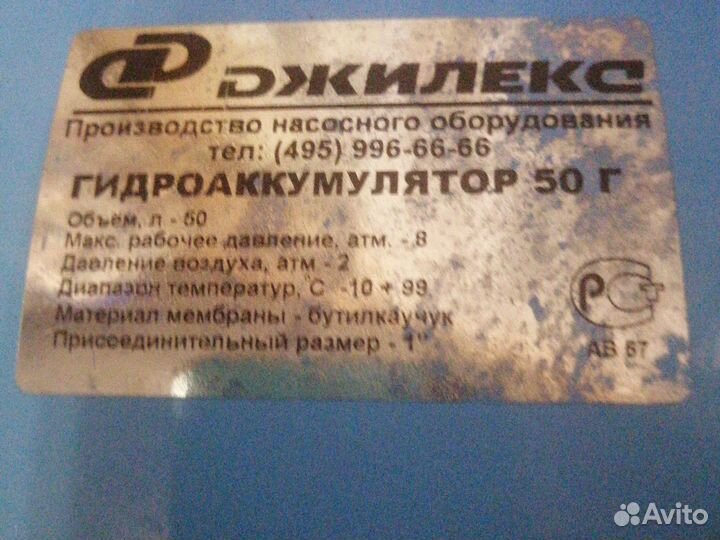 ДЖИЛЕКС
Производство насосного оборудования
тел: (495) 996-66-66
ГИДРОАККУМУЛЯТОР 50 Г
Объём, л - 50
Макс. рабочее давление, атм. - 8
Давление воздуха, атм - 2
Диапазон температур, °С -10 + 99
Материал мембраны - бутилкаучук
Присоединительный размер - 1"
АВ 57
Avito